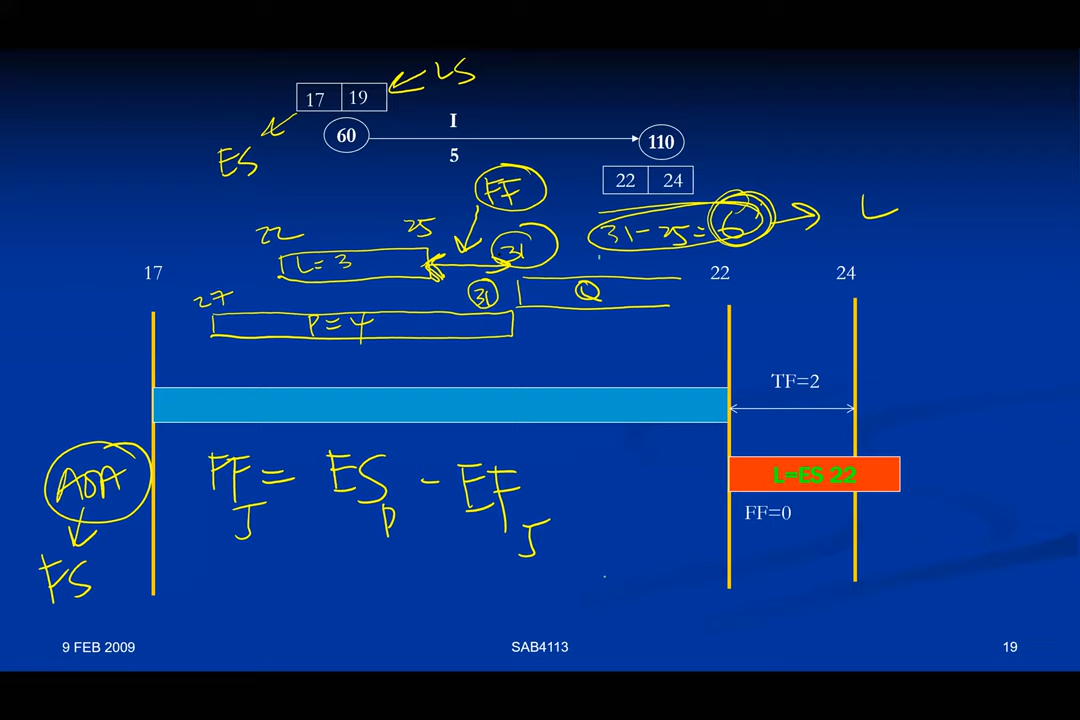 LS
17 19
I
60
110
5
ES
FF
22 24
22 25
31 - 25 = 6
L
31
L = 3
17
22
24
27
31
Q
P = 4
TF=2
AOA
FF = ES - EF
J P J
L=ES 22
FF=0
FS
9 FEB 2009
SAB4113
19